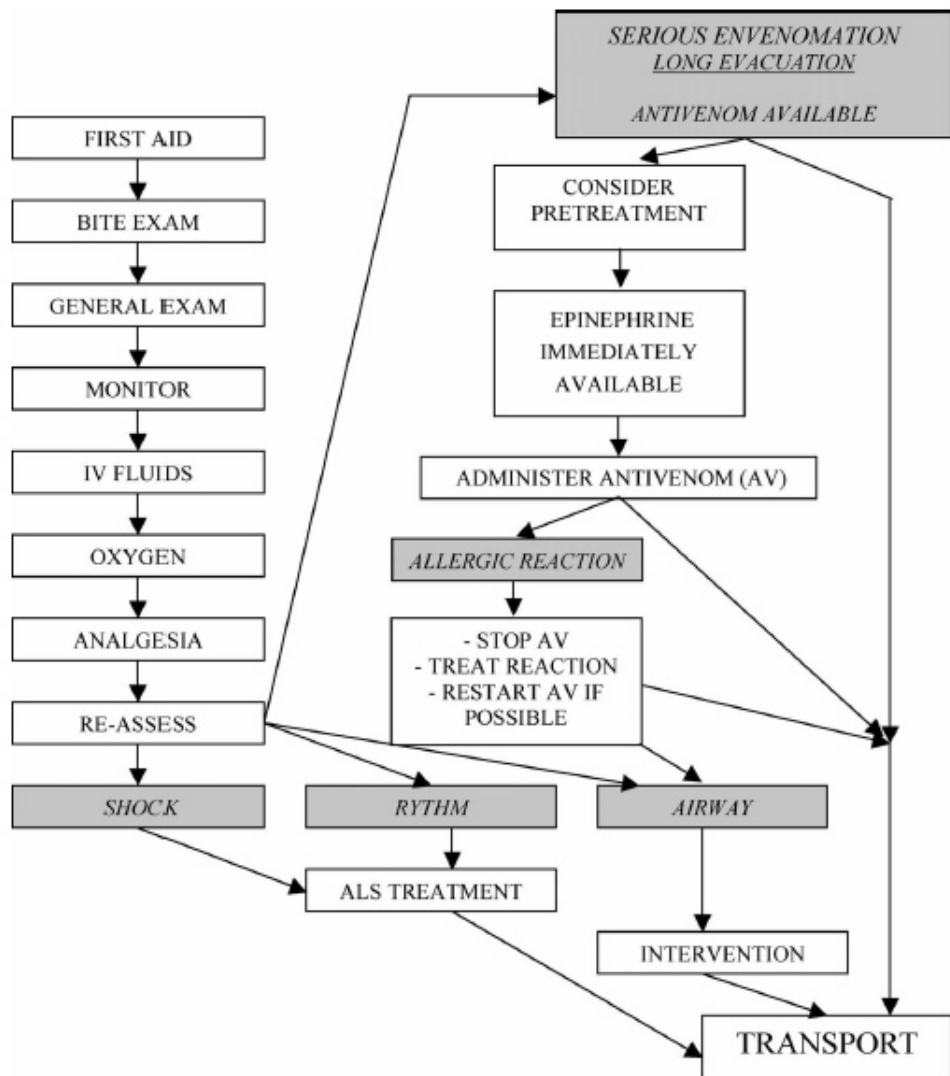 SERIOUS ENVENOMATION
LONG EVACUATION
ANTIVENOM AVAILABLE
FIRST AID
BITE EXAM
GENERAL EXAM
MONITOR
IV FLUIDS
OXYGEN
ANALGESIA
RE-ASSESS
SHOCK
CONSIDER
PRETREATMENT
EPINEPHRINE
IMMEDIATELY
AVAILABLE
ADMINISTER ANTIVENOM (AV)
ALLERGIC REACTION
- STOP AV
- TREAT REACTION
- RESTART AV IF
POSSIBLE
RYTHM
AIRWAY
ALS TREATMENT
INTERVENTION
TRANSPORT